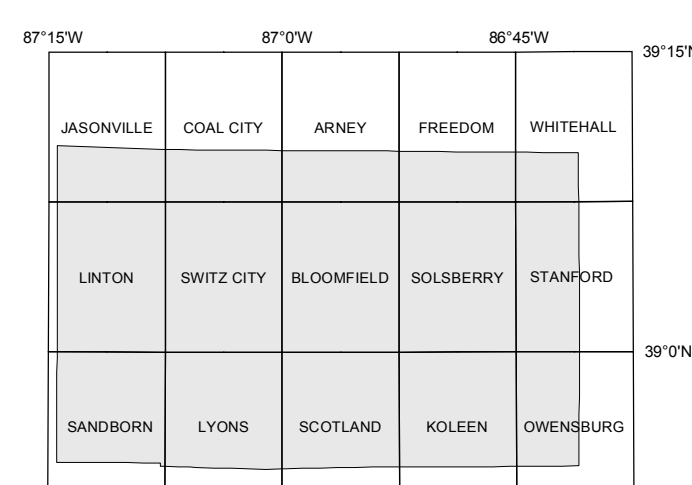 87°15'W 87°0'W 86°45'W
39°15'N
JASONVILLE COAL CITY ARNEY FREEDOM WHITEHALL
LINTON SWITZ CITY BLOOMFIELD SOLSBERRY STANFORD
39°0'N
SANDBORN LYONS SCOTLAND KOLEEN OWENSBURG